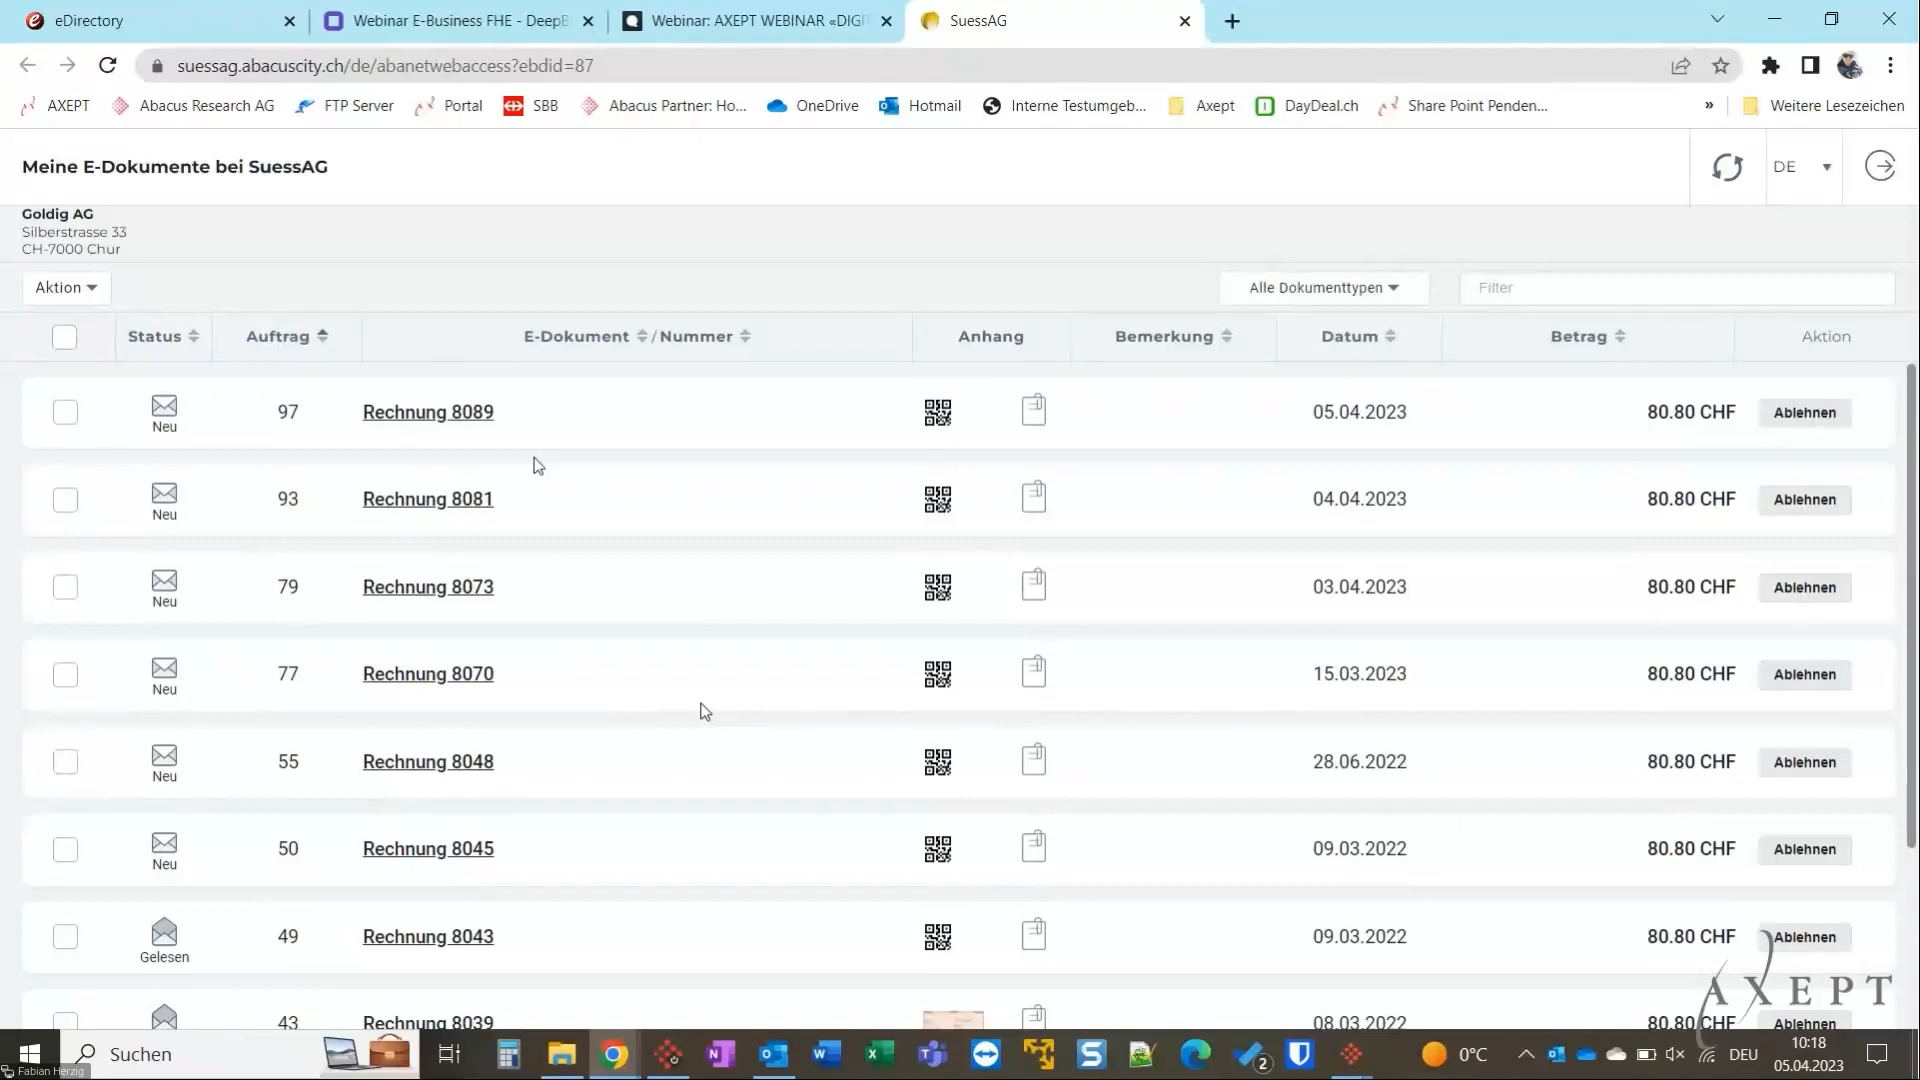 eDirectory
Webinar E-Business FHE - DeepB
Webinar: AXEPT WEBINAR «DIGI
SuessAG
suessag.abacuscity.ch/de/abanetwebaccess?ebdid=87
AXEPT
Abacus Research AG
FTP Server
Portal
SBB
Abacus Partner: Ho...
OneDrive
Hotmail
Interne Testumgeb...
Axept
DayDeal.ch
Share Point Penden...
»
Weitere Lesezeichen
Meine E-Dokumente bei SuessAG
DE
Goldig AG
Silberstrasse 33
CH-7000 Chur
Aktion
Alle Dokumenttypen
Filter
Status Auftrag E-Dokument / Nummer Anhang Bemerkung Datum Betrag Aktion
Neu 97 Rechnung 8089 05.04.2023 80.80 CHF Ablehnen
Neu 93 Rechnung 8081 04.04.2023 80.80 CHF Ablehnen
Neu 79 Rechnung 8073 03.04.2023 80.80 CHF Ablehnen
Neu 77 Rechnung 8070 15.03.2023 80.80 CHF Ablehnen
Neu 55 Rechnung 8048 28.06.2022 80.80 CHF Ablehnen
Neu 50 Rechnung 8045 09.03.2022 80.80 CHF Ablehnen
Gelesen 49 Rechnung 8043 09.03.2022 80.80 CHF Ablehnen
43 Rechnung 8039 08.03.2022 80.80 CHF Ablehnen
AXEPT
Suchen
2
0°C
DEU
10:18
05.04.2023
Fabian Herzig